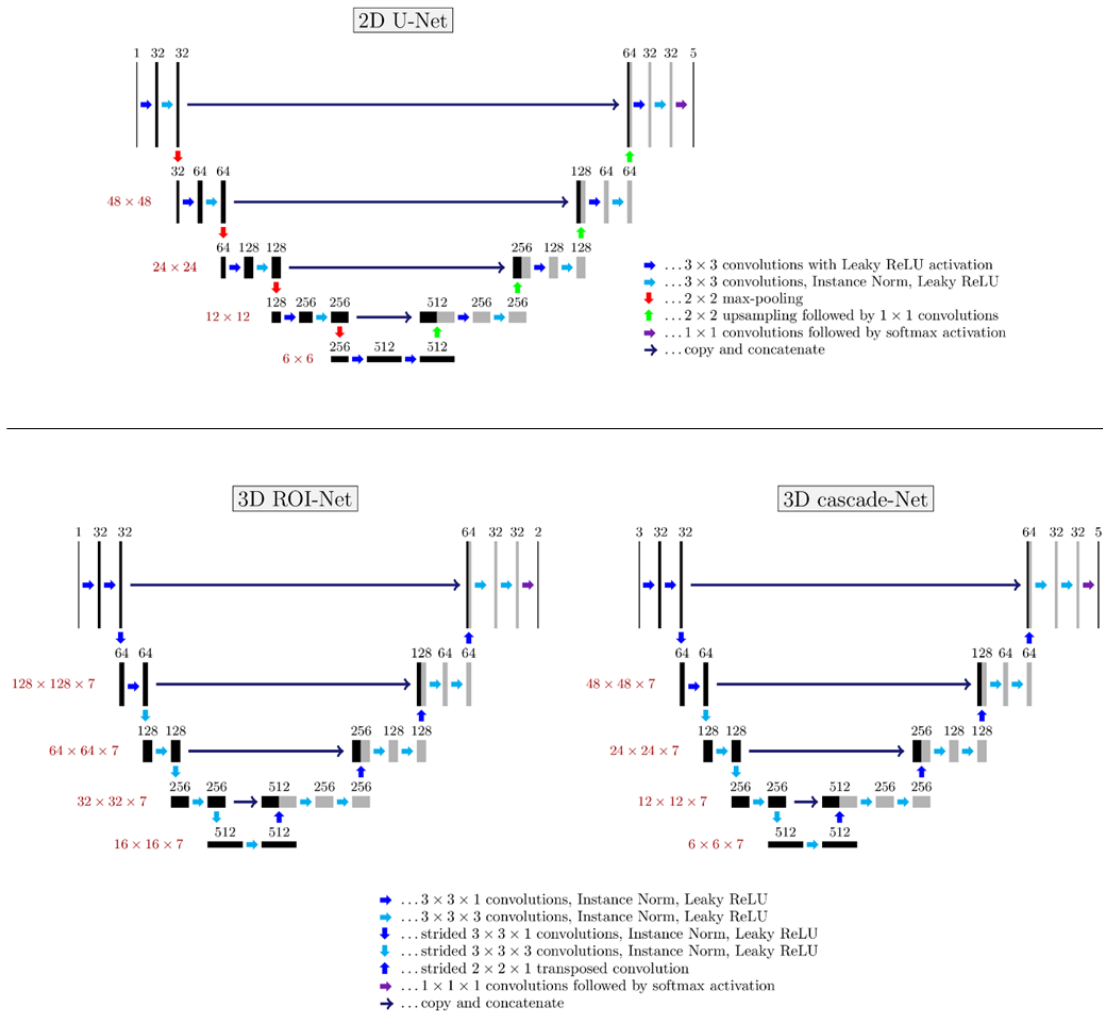 2D U-Net
1 32 32 64 32 32 5
32 64 64 128 64 64
48 × 48
64 128 128 256 128 128
24 × 24
128 256 256 512 256 256
12 × 12
256 512 512
6 × 6
...3 × 3 convolutions with Leaky ReLU activation
...3 × 3 convolutions, Instance Norm, Leaky ReLU
...2 × 2 max-pooling
...2 × 2 upsampling followed by 1 × 1 convolutions
...1 × 1 convolutions followed by softmax activation
...copy and concatenate
3D ROI-Net
1 32 32 64 32 32 2
64 64 128 64 64
128 × 128 × 7
128 128 256 128 128
64 × 64 × 7
256 256 512 256 256
32 × 32 × 7
512 512
16 × 16 × 7
3D cascade-Net
3 32 32 64 32 32 5
64 64 128 64 64
48 × 48 × 7
128 128 256 128 128
24 × 24 × 7
256 256 512 256 256
12 × 12 × 7
512 512
6 × 6 × 7
...3 × 3 × 1 convolutions, Instance Norm, Leaky ReLU
...3 × 3 × 3 convolutions, Instance Norm, Leaky ReLU
...strided 3 × 3 × 1 convolutions, Instance Norm, Leaky ReLU
...strided 3 × 3 × 3 convolutions, Instance Norm, Leaky ReLU
...strided 2 × 2 × 1 transposed convolution
...1 × 1 × 1 convolutions followed by softmax activation
...copy and concatenate